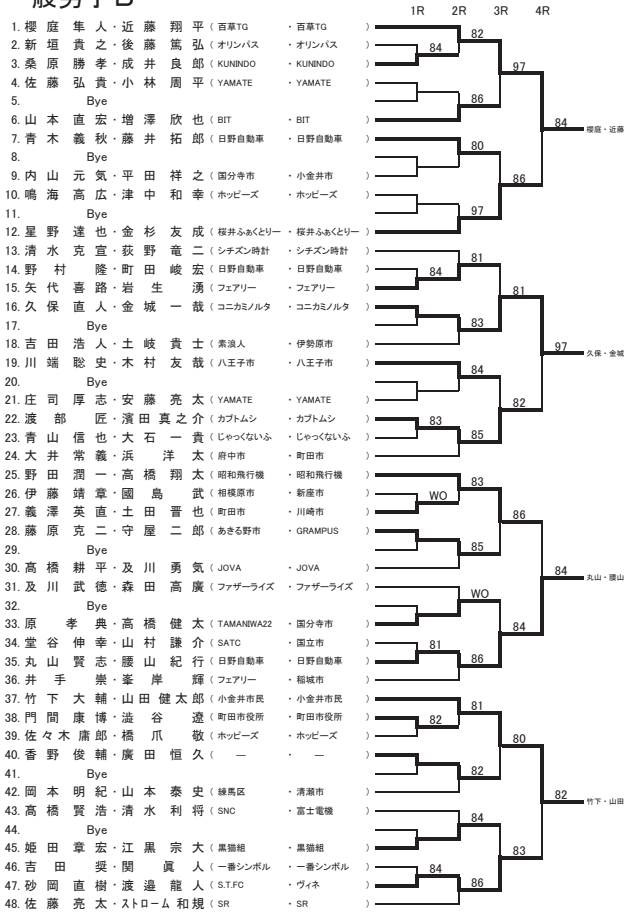 般男子B
1R 2R 3R 4R
1. 櫻庭 隼人・近藤 翔平 (百草TG ・百草TG )
2. 新垣 貴之・後藤 篤弘 (オリンパス ・オリンパス )
3. 桑原 勝孝・成井 良郎 (KUNINDO ・KUNINDO )
4. 佐藤 弘貴・小林 周平 (YAMATE ・YAMATE )
5. Bye
6. 山本 直宏・増澤 欣也 (BIT ・BIT )
7. 青木 義秋・藤井 拓郎 (日野自動車 ・日野自動車 )
8. Bye
9. 内山 元気・平田 祥之 (国分寺市 ・小金井市 )
10. 鳴海 高広・津中 和幸 (ホッピーズ ・ホッピーズ )
11. Bye
12. 星野 達也・金杉 友成 (桜井ふぁくとりー ・桜井ふぁくとりー )
13. 清水 克宣・荻野 竜二 (シチズン時計 ・シチズン時計 )
14. 野村 隆・町田 峻宏 (日野自動車 ・日野自動車 )
15. 矢代 喜路・岩生 湧 (フェアリー ・フェアリー )
16. 久保 直人・金城 一哉 (コニカミノルタ ・コニカミノルタ )
17. Bye
18. 吉田 浩人・土岐 貴士 (素浪人 ・伊勢原市 )
19. 川端 聡史・木村 友哉 (八王子市 ・八王子市 )
20. Bye
21. 庄司 厚志・安藤 亮太 (YAMATE ・YAMATE )
22. 渡部 匠・濱田 真之介 (カブトムシ ・カブトムシ )
23. 青山 信也・大石 一貴 (じゃっくないふ ・じゃっくないふ )
24. 大井 常義・浜 洋太 (府中市 ・町田市 )
25. 野田 潤一・高橋 翔太 (昭和飛行機 ・昭和飛行機 )
26. 伊藤 靖章・國島 武 (相模原市 ・新座市 )
27. 義澤 英直・土田 晋也 (町田市 ・川崎市 )
28. 藤原 克二・守屋 二郎 (あきる野市 ・GRAMPUS )
29. Bye
30. 髙橋 耕平・及川 勇気 (JOVA ・JOVA )
31. 及川 武徳・森田 高廣 (ファザーライズ ・ファザーライズ )
32. Bye
33. 原 孝典・高橋 健太 (TAMANIWA22 ・国分寺市 )
34. 堂谷 伸幸・山村 謙介 (SATC ・国立市 )
35. 丸山 賢志・腰山 紀行 (日野自動車 ・日野自動車 )
36. 井手 崇・峯岸 輝 (フェアリー ・稲城市 )
37. 竹下 大輔・山田 健太郎 (小金井市民 ・小金井市民 )
38. 門間 康博・澁谷 遼 (町田市役所 ・町田市役所 )
39. 佐々木 庸郎・橋爪 敬 (ホッピーズ ・ホッピーズ )
40. 香野 俊輔・廣田 恒久 ( ― ・ ― )
41. Bye
42. 岡本 明紀・山本 泰史 (練馬区 ・清瀬市 )
43. 髙橋 賢浩・清水 利将 (SNC ・富士電機 )
44. Bye
45. 姫田 章宏・江黒 宗大 (黒猫組 ・黒猫組 )
46. 吉田 奨・関 眞人 (一番シンボル ・一番シンボル )
47. 砂岡 直樹・渡邉 龍人 (S.T.FC ・ヴィネ )
48. 佐藤 亮太・ストローム 和規 (SR ・SR )
82
84
97
86
84 櫻庭・近藤
80
86
97
81
84
81
83
97 久保・金城
84
82
83
85
83
WO
86
85
84 丸山・腰山
WO
84
81
86
81
82
80
82
82 竹下・山田
84
83
84
86